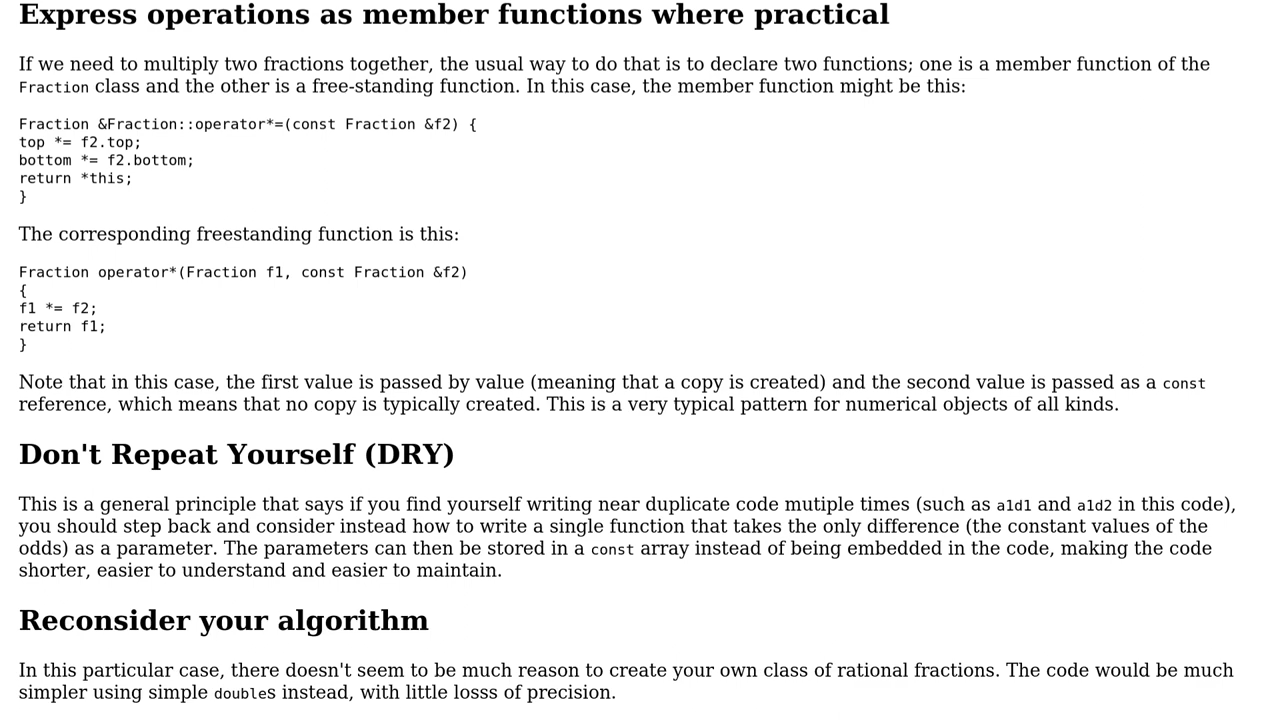 Express operations as member functions where practical
If we need to multiply two fractions together, the usual way to do that is to declare two functions; one is a member function of the
Fraction class and the other is a free-standing function. In this case, the member function might be this:
Fraction &Fraction::operator*=(const Fraction &f2) {
top *= f2.top;
bottom *= f2.bottom;
return *this;
}
The corresponding freestanding function is this:
Fraction operator*(Fraction f1, const Fraction &f2)
{
f1 *= f2;
return f1;
}
Note that in this case, the first value is passed by value (meaning that a copy is created) and the second value is passed as a const
reference, which means that no copy is typically created. This is a very typical pattern for numerical objects of all kinds.
Don't Repeat Yourself (DRY)
This is a general principle that says if you find yourself writing near duplicate code mutiple times (such as a1d1 and a1d2 in this code),
you should step back and consider instead how to write a single function that takes the only difference (the constant values of the
odds) as a parameter. The parameters can then be stored in a const array instead of being embedded in the code, making the code
shorter, easier to understand and easier to maintain.
Reconsider your algorithm
In this particular case, there doesn't seem to be much reason to create your own class of rational fractions. The code would be much
simpler using simple doubles instead, with little losss of precision.